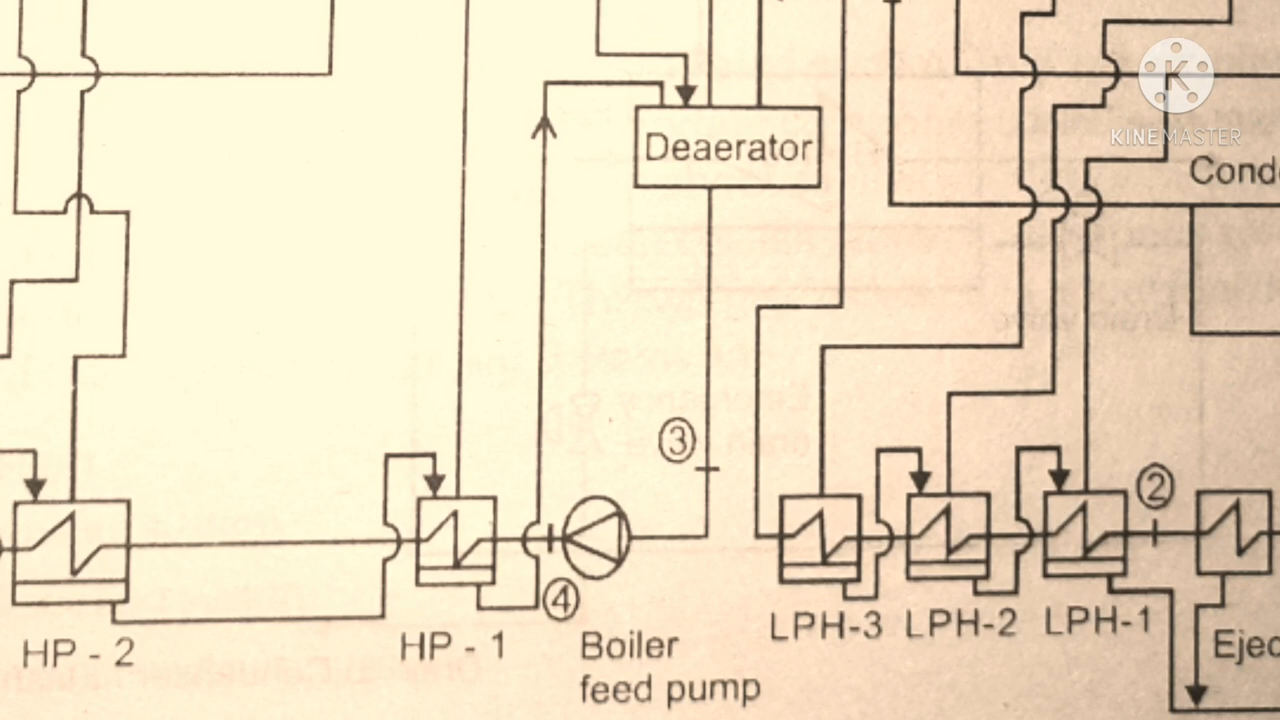 K
KINEMASTER
Deaerator
Cond
3
2
4
HP - 2
HP - 1
Boiler
feed pump
LPH-3
LPH-2
LPH-1
Ejec